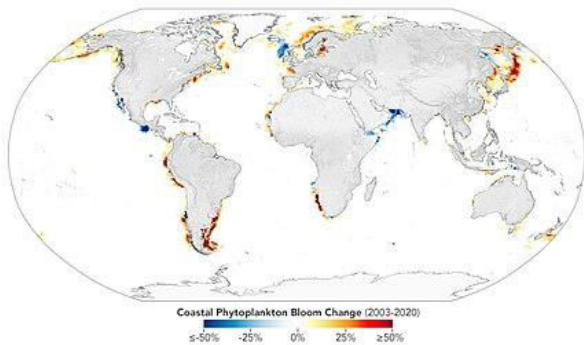 Coastal Phytoplankton Bloom Change (2003-2020)
≤-50% -25% 0% 25% ≥50%